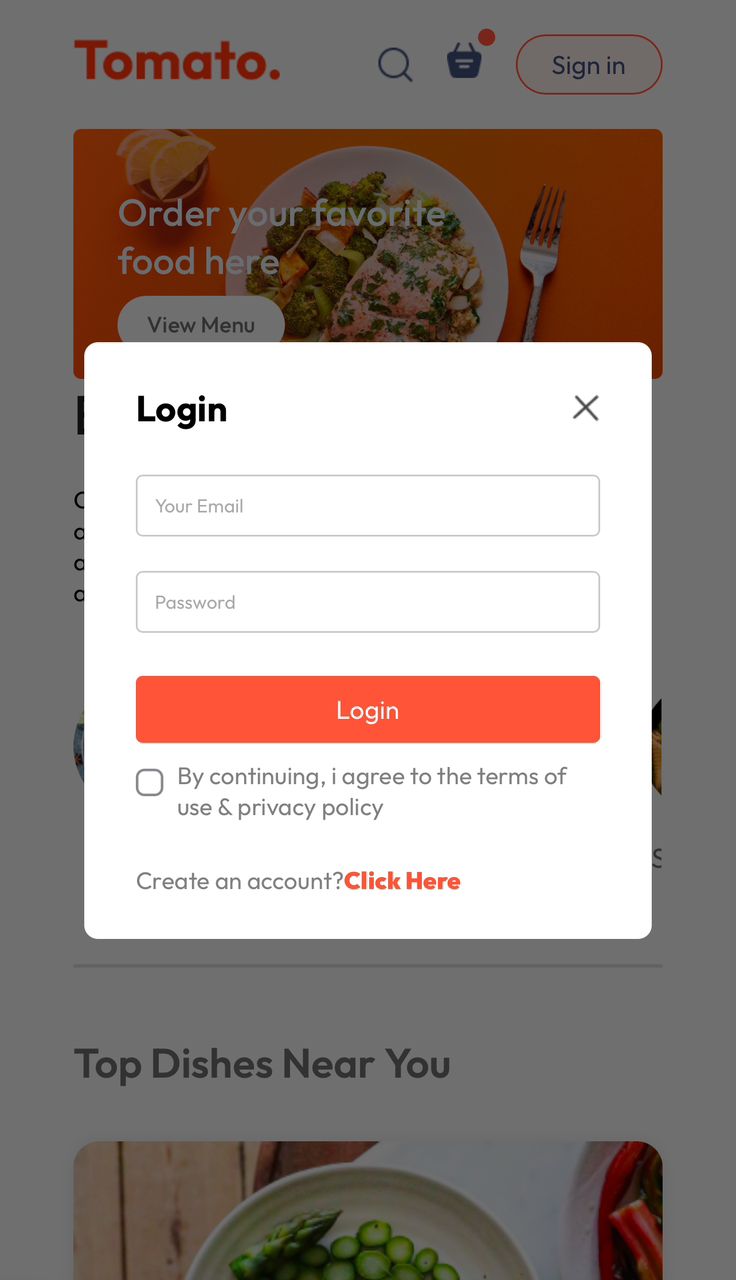 Tomato.
Sign in
Order your favorite
food here
View Menu
Login
Your Email
Password
Login
By continuing, i agree to the terms of
use & privacy policy
Create an account?Click Here
Top Dishes Near You